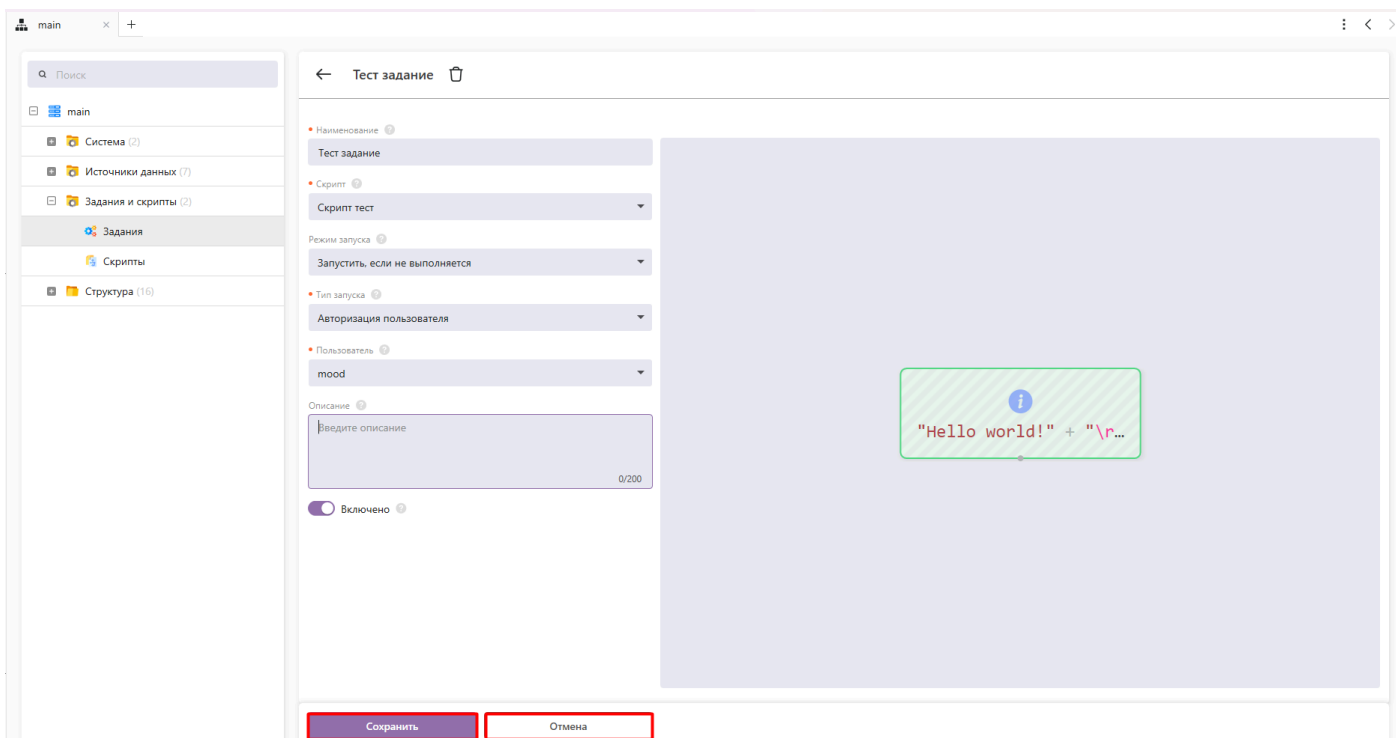 main
Поиск
main
Система (2)
Источники данных (7)
Задания и скрипты (2)
Задания
Скрипты
Структура (16)
Тест задание
Наименование
Тест задание
Скрипт
Скрипт тест
Режим запуска
Запустить, если не выполняется
Тип запуска
Авторизация пользователя
Пользователь
mood
Описание
Введите описание
0/200
Включено
"Hello world!" + "\r…
Сохранить
Отмена